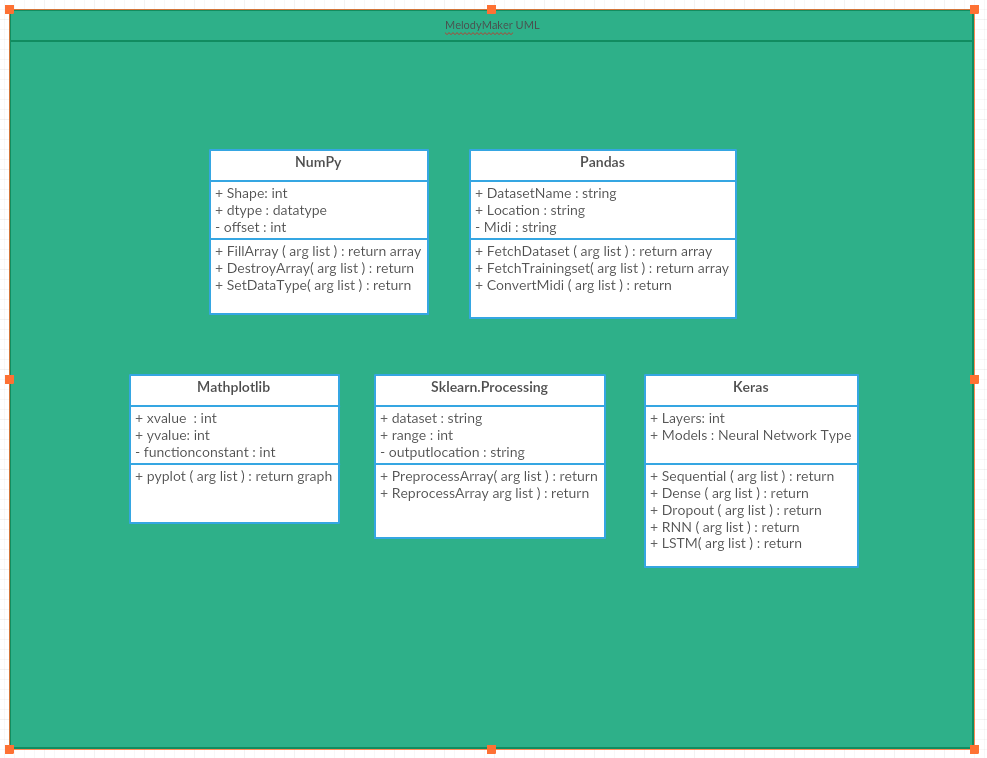 MelodyMaker UML
NumPy
+ Shape: int
+ dtype : datatype
- offset : int
+ FillArray ( arg list ) : return array
+ DestroyArray( arg list ) : return
+ SetDataType( arg list ) : return
Pandas
+ DatasetName : string
+ Location : string
- Midi : string
+ FetchDataset ( arg list ) : return array
+ FetchTrainingset( arg list ) : return array
+ ConvertMidi ( arg list ) : return
Mathplotlib
+ xvalue  : int
+ yvalue: int
- functionconstant : int
+ pyplot ( arg list ) : return graph
Sklearn.Processing
+ dataset : string
+ range : int
- outputlocation : string
+ PreprocessArray( arg list ) : return
+ ReprocessArray arg list ) : return
Keras
+ Layers: int
+ Models : Neural Network Type
+ Sequential ( arg list ) : return
+ Dense ( arg list ) : return
+ Dropout ( arg list ) : return
+ RNN ( arg list ) : return
+ LSTM( arg list ) : return